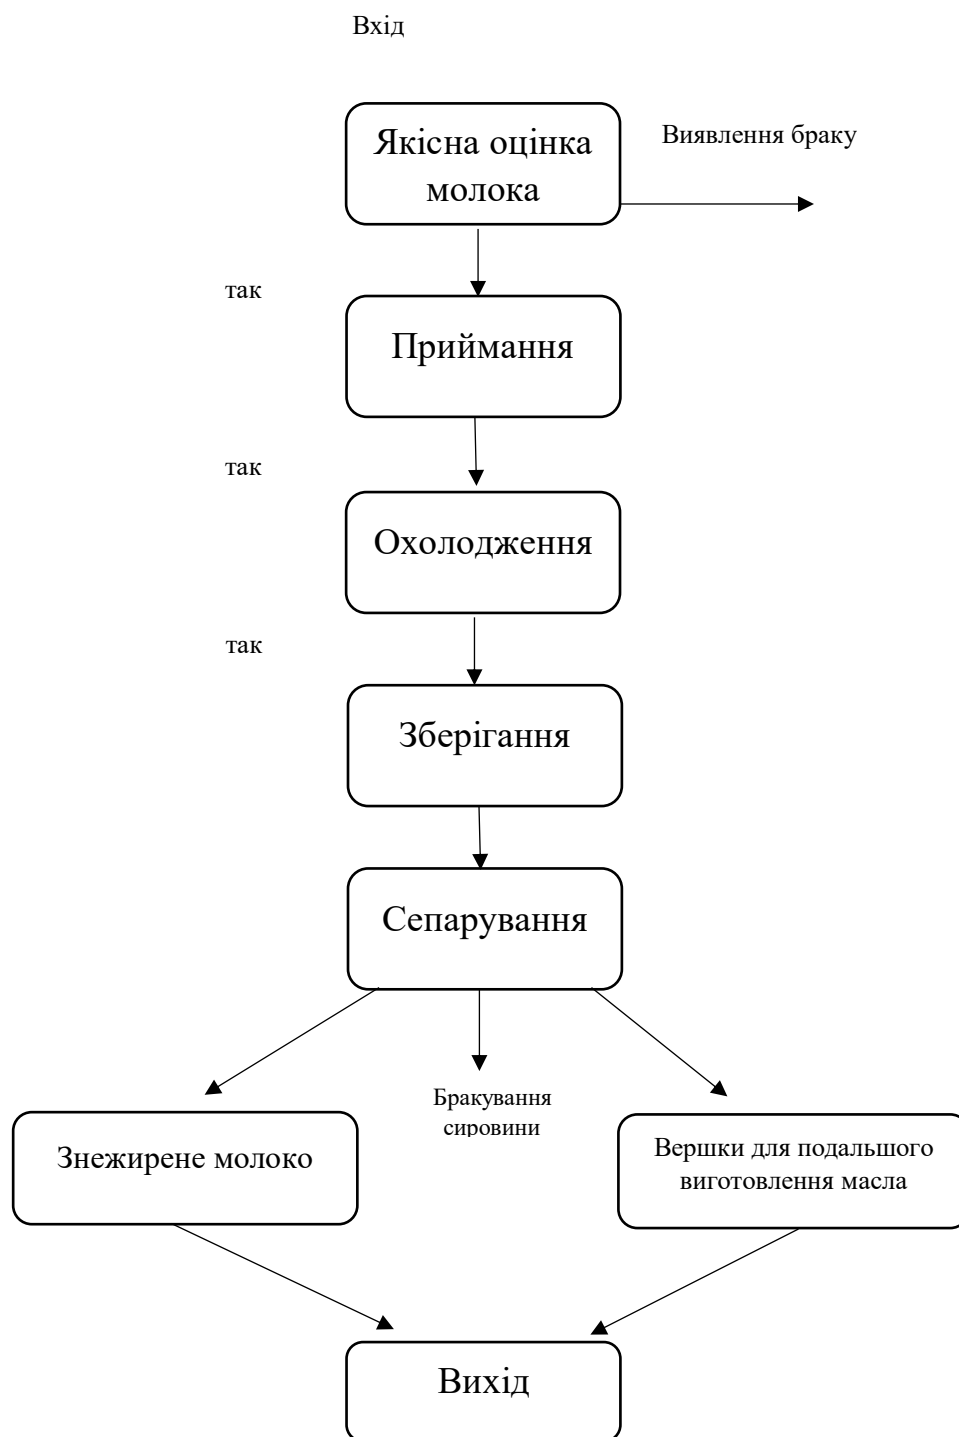 Вхід
Якісна оцінка
молока
Виявлення браку
так
Приймання
так
Охолодження
так
Зберігання
Сепарування
Бракування
сировини
Знежирене молоко
Вершки для подальшого
виготовлення масла
Вихід